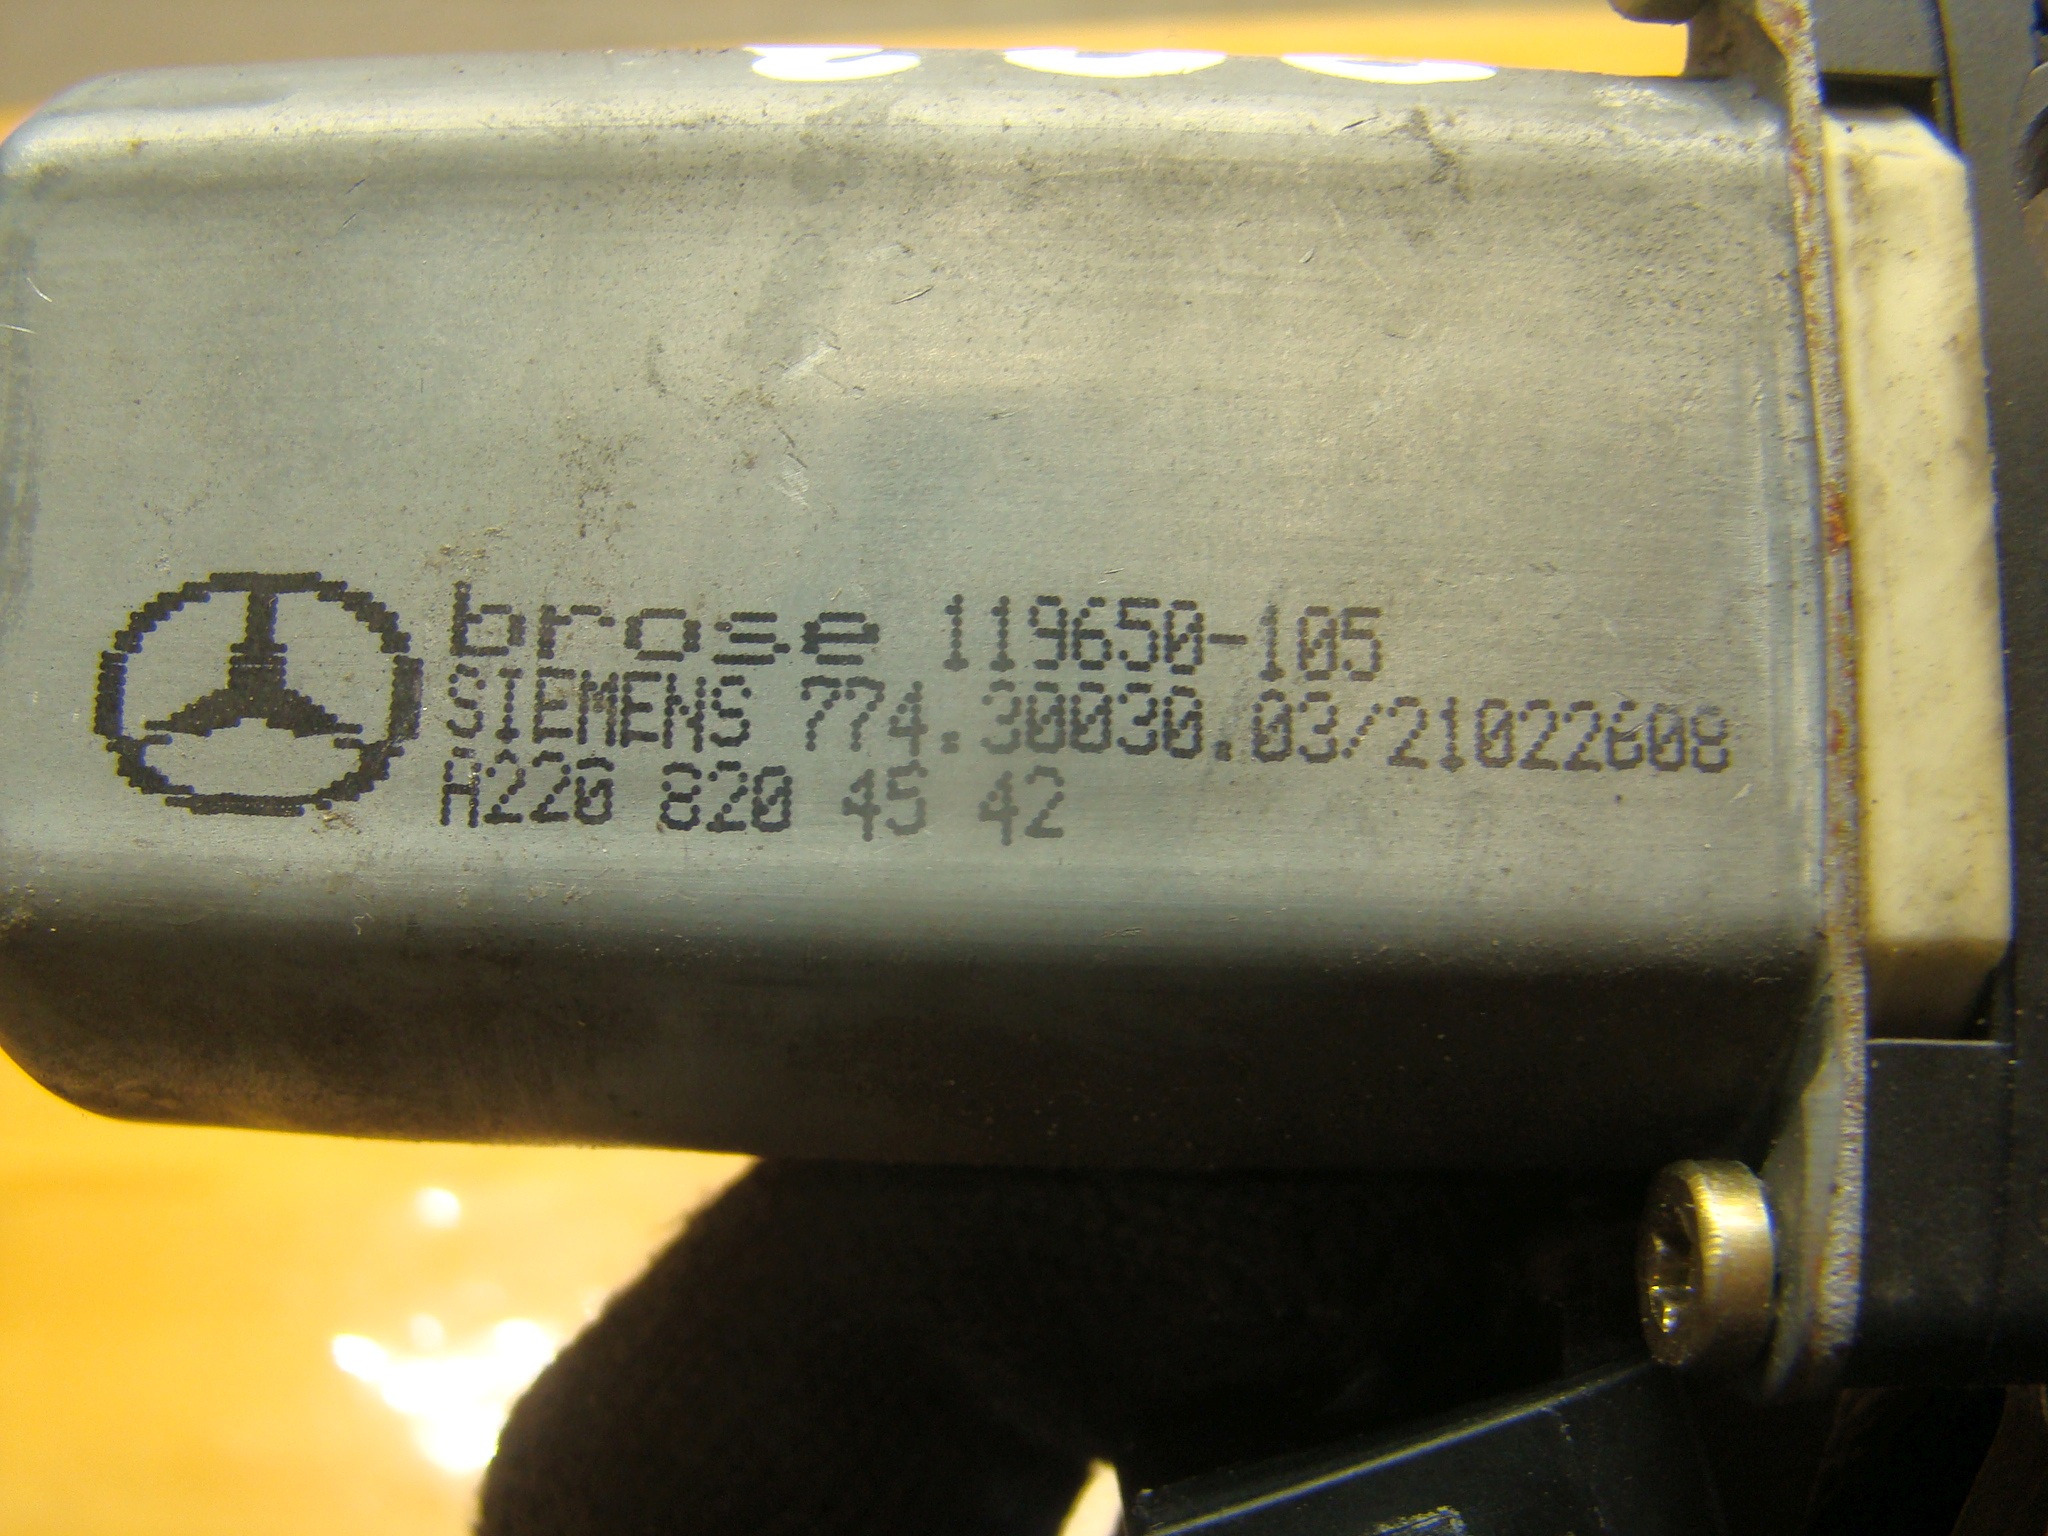 brose 119650-105
SIEMENS 774.30030.03/21022608
A220 820 45 42